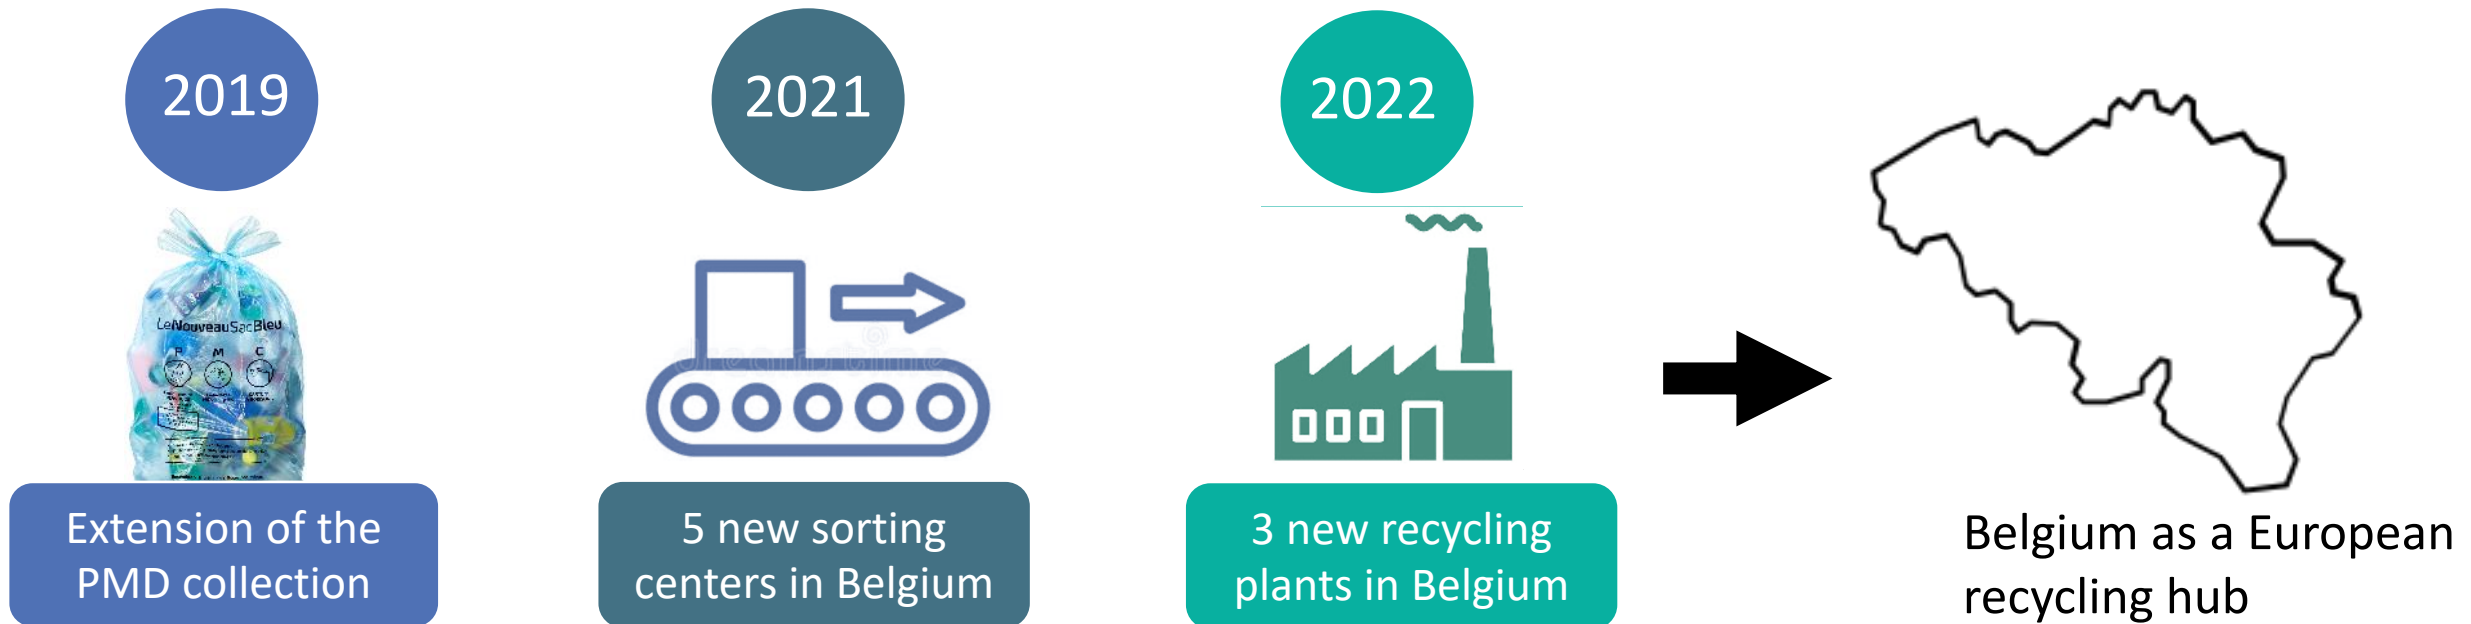 2019
2021
2022
LeNouveauSacBleu
P M C
dreamstime
Extension of the
PMD collection
5 new sorting
centers in Belgium
3 new recycling
plants in Belgium
Belgium as a European
recycling hub